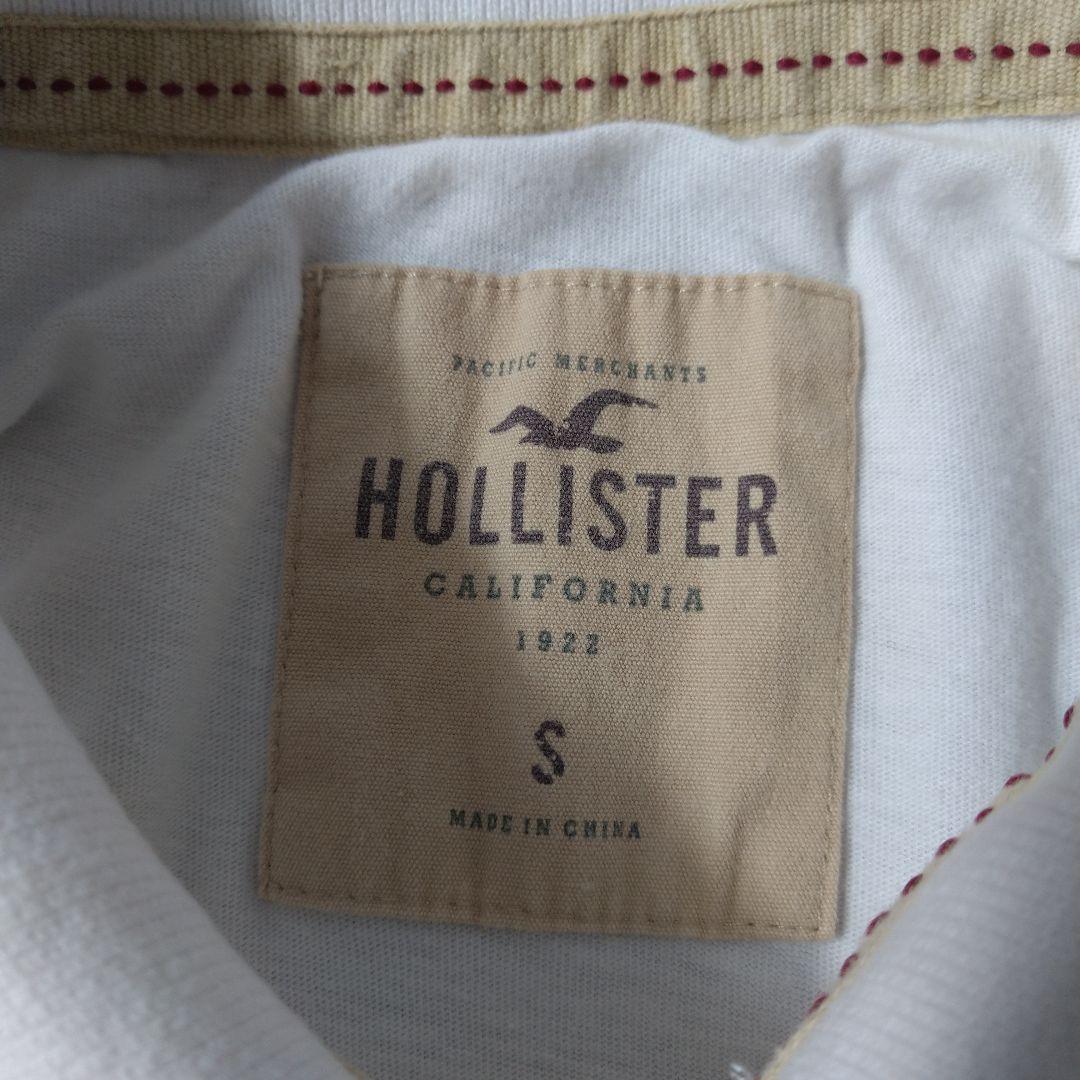 PACIFIC MERCHANTS
HOLLISTER
CALIFORNIA
1922
S
MADE IN CHINA